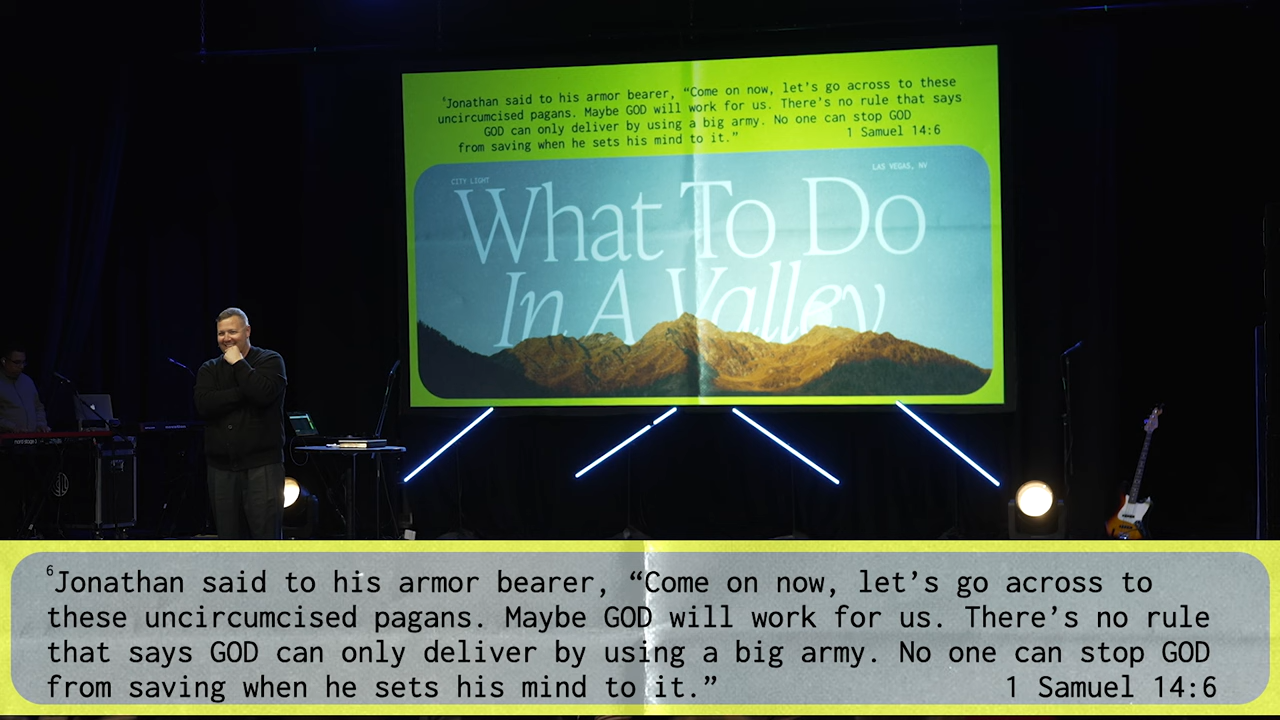 ⁶Jonathan said to his armor bearer, “Come on now, let’s go across to these
uncircumcised pagans. Maybe GOD will work for us. There’s no rule that says
GOD can only deliver by using a big army. No one can stop GOD
from saving when he sets his mind to it.” 1 Samuel 14:6
CITY LIGHT LAS VEGAS, NV
What To Do
In A Valley
⁶Jonathan said to his armor bearer, “Come on now, let’s go across to
these uncircumcised pagans. Maybe GOD will work for us. There’s no rule
that says GOD can only deliver by using a big army. No one can stop GOD
from saving when he sets his mind to it.” 1 Samuel 14:6